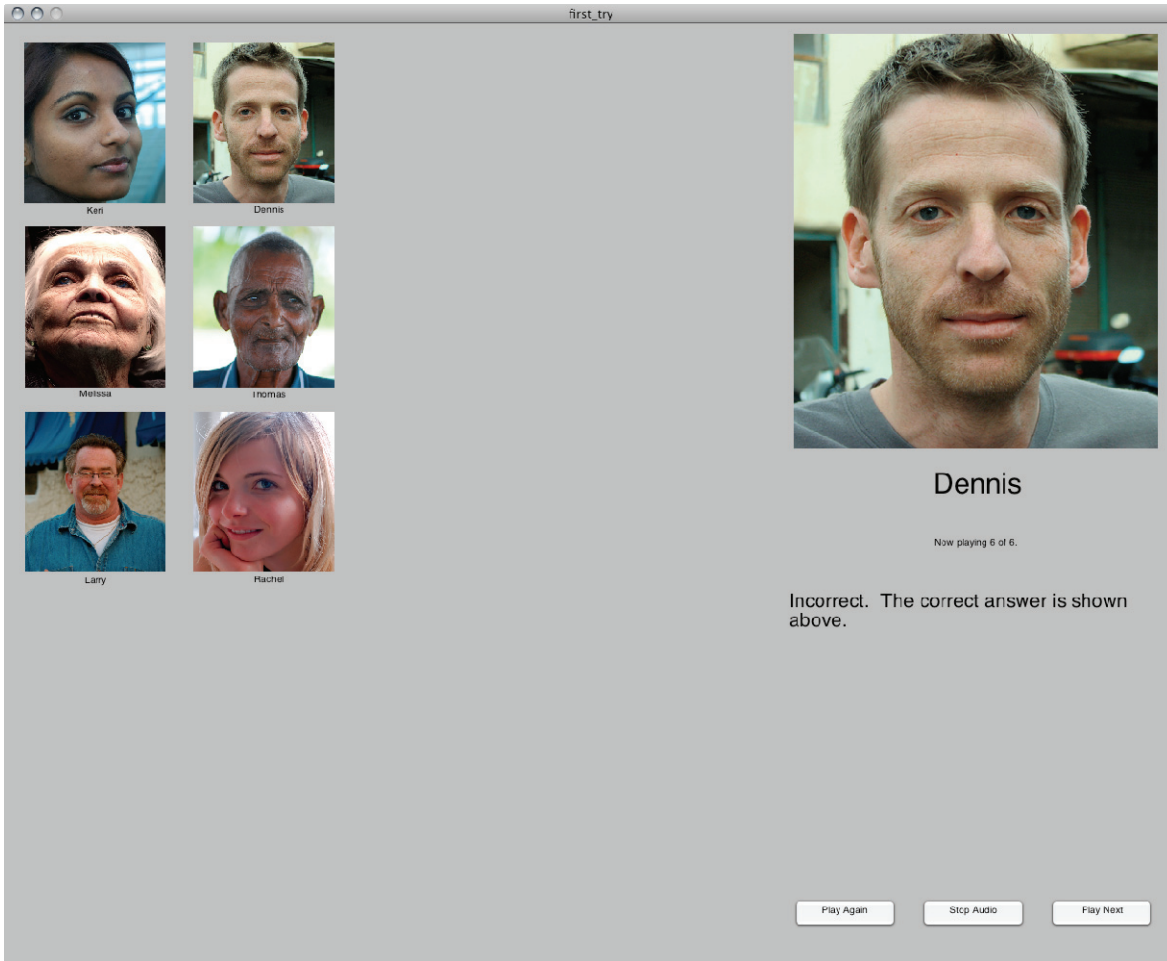 first_try
Keri
Dennis
Melissa
Thomas
Larry
Rachel
Dennis
Now playing 6 of 6.
Incorrect. The correct answer is shown
above.
Play Again
Stop Audio
Play Next